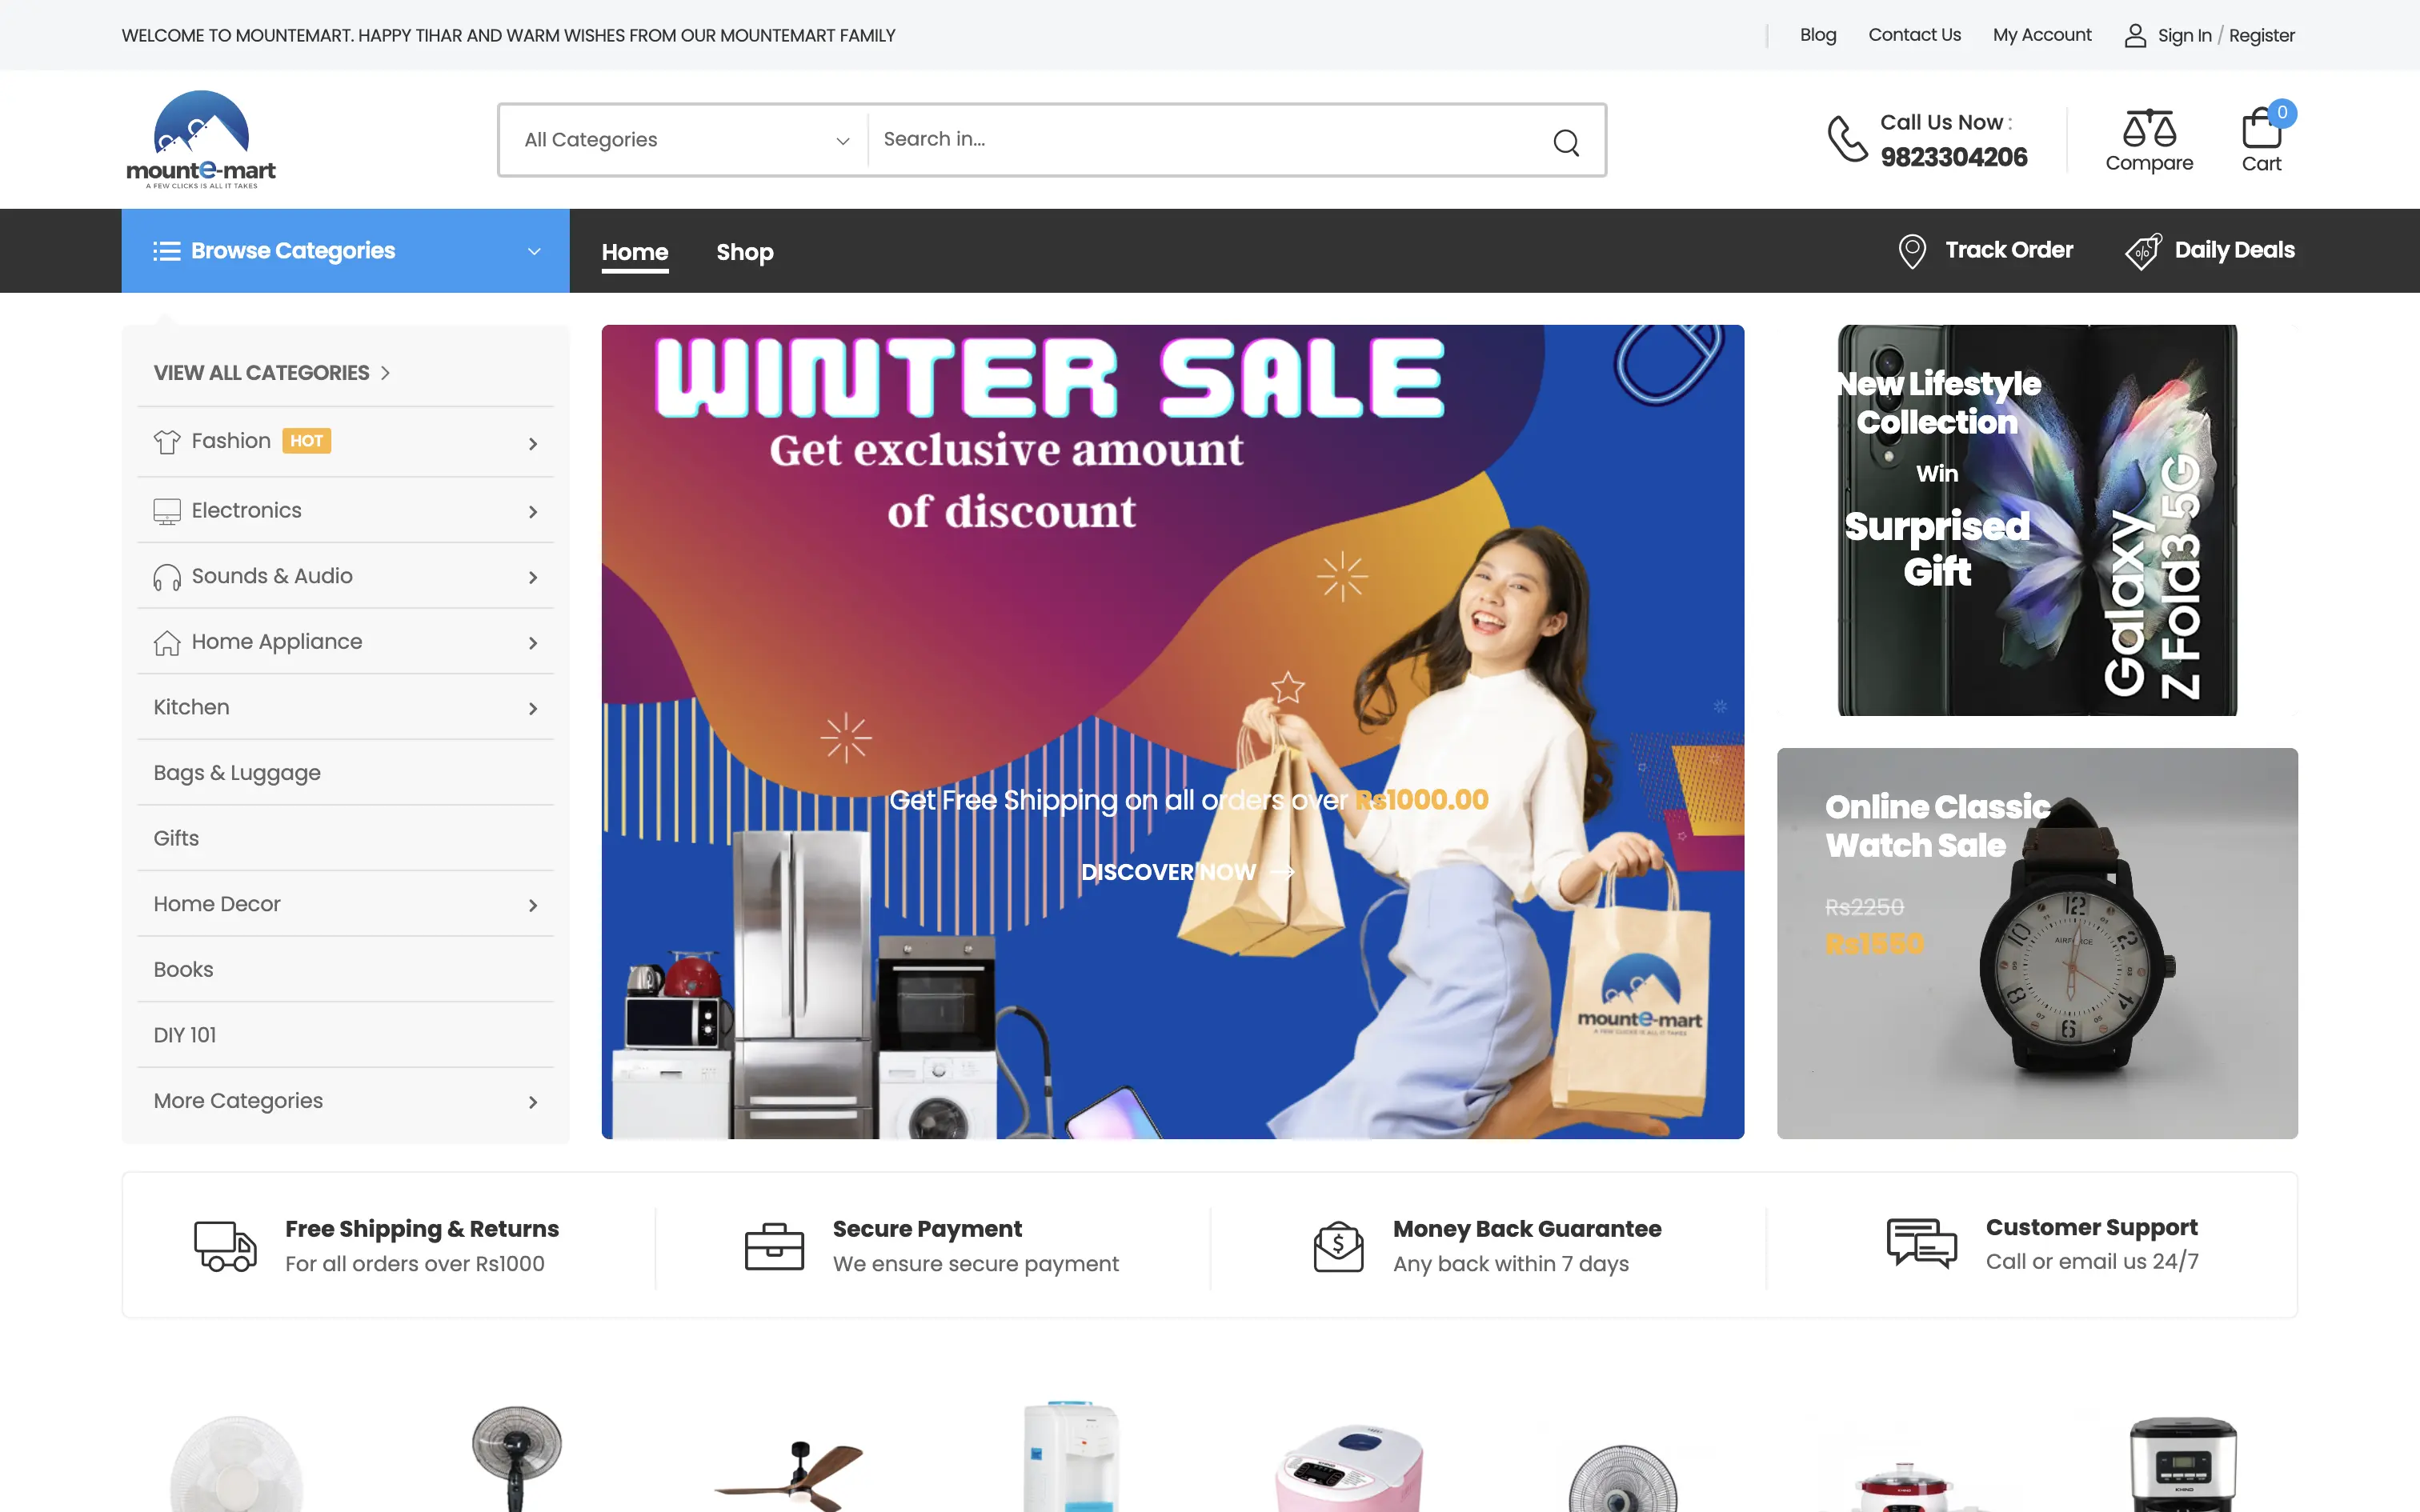 WELCOME TO MOUNTEMART. HAPPY TIHAR AND WARM WISHES FROM OUR MOUNTEMART FAMILY
Blog
Contact Us
My Account
Sign In / Register
mounte-mart
A FEW CLICKS IS ALL IT TAKES
All Categories
Search in...
Call Us Now :
9823304206
Compare
0
Cart
Browse Categories
Home
Shop
Track Order
Daily Deals
VIEW ALL CATEGORIES
Fashion HOT
Electronics
Sounds & Audio
Home Appliance
Kitchen
Bags & Luggage
Gifts
Home Decor
Books
DIY 101
More Categories
WINTER SALE
Get exclusive amount
of discount
Get Free Shipping on all orders over Rs1000.00
DISCOVER NOW
mounte-mart
A FEW CLICKS IS ALL IT TAKES
New Lifestyle
Collection
Win
Surprised
Gift
Galaxy
Z Fold3 5G
Online Classic
Watch Sale
Rs2250
Rs1550
AIRFORCE
Free Shipping & Returns
For all orders over Rs1000
Secure Payment
We ensure secure payment
Money Back Guarantee
Any back within 7 days
Customer Support
Call or email us 24/7